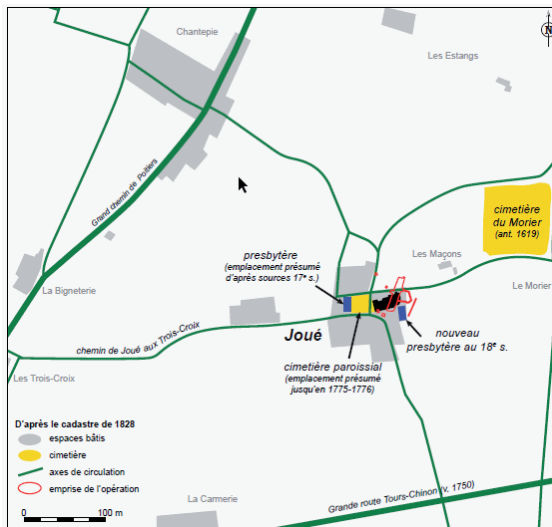 Chantepie
Les Estangs
N
Grand chemin de Poitiers
cimetière
du Morier
(ant. 1619)
presbytère
(emplacement présumé
d'après sources 17e s.)
Les Maçons
La Bigneterie
Le Morier
Joué
nouveau
presbytère au 18e s.
chemin de Joué aux Trois-Croix
cimetière paroissial
(emplacement présumé
jusqu'en 1775-1776)
Les Trois-Croix
D'après le cadastre de 1828
espaces bâtis
cimetière
axes de circulation
emprise de l'opération
0 100 m
La Carmerie
Grande route Tours-Chinon (v. 1750)